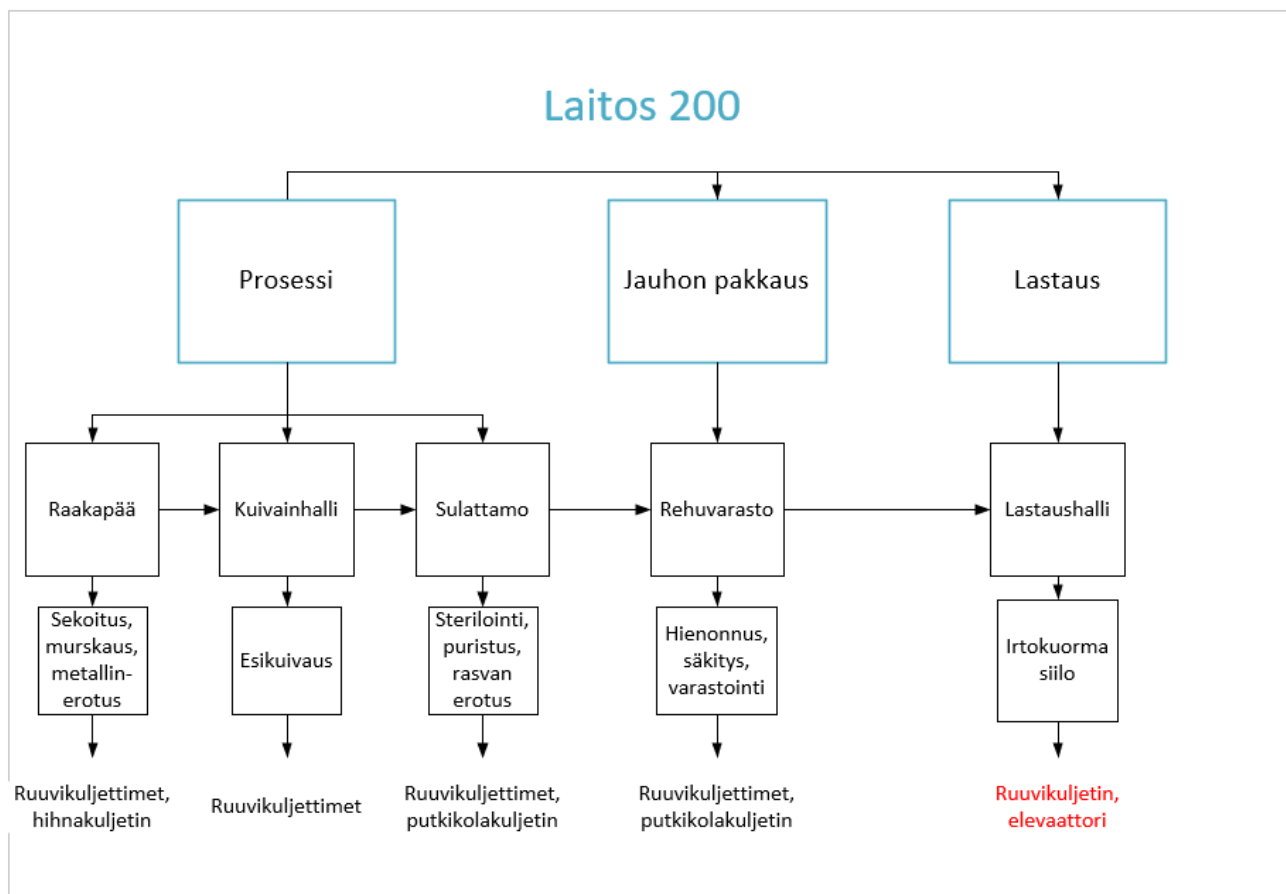 Laitos 200
Prosessi
Jauhon pakkaus
Lastaus
Raakapää
Kuivainhalli
Sulattamo
Rehuvarasto
Lastaushalli
Sekoitus,
murskaus,
metallin-
erotus
Esikuivaus
Sterilointi,
puristus,
rasvan
erotus
Hienonnus,
säkitys,
varastointi
Irtokuorma
siilo
Ruuvikuljettimet,
hihnakuljetin
Ruuvikuljettimet
Ruuvikuljettimet,
putkikolakuljetin
Ruuvikuljettimet,
putkikolakuljetin
Ruuvikuljetin,
elevaattori